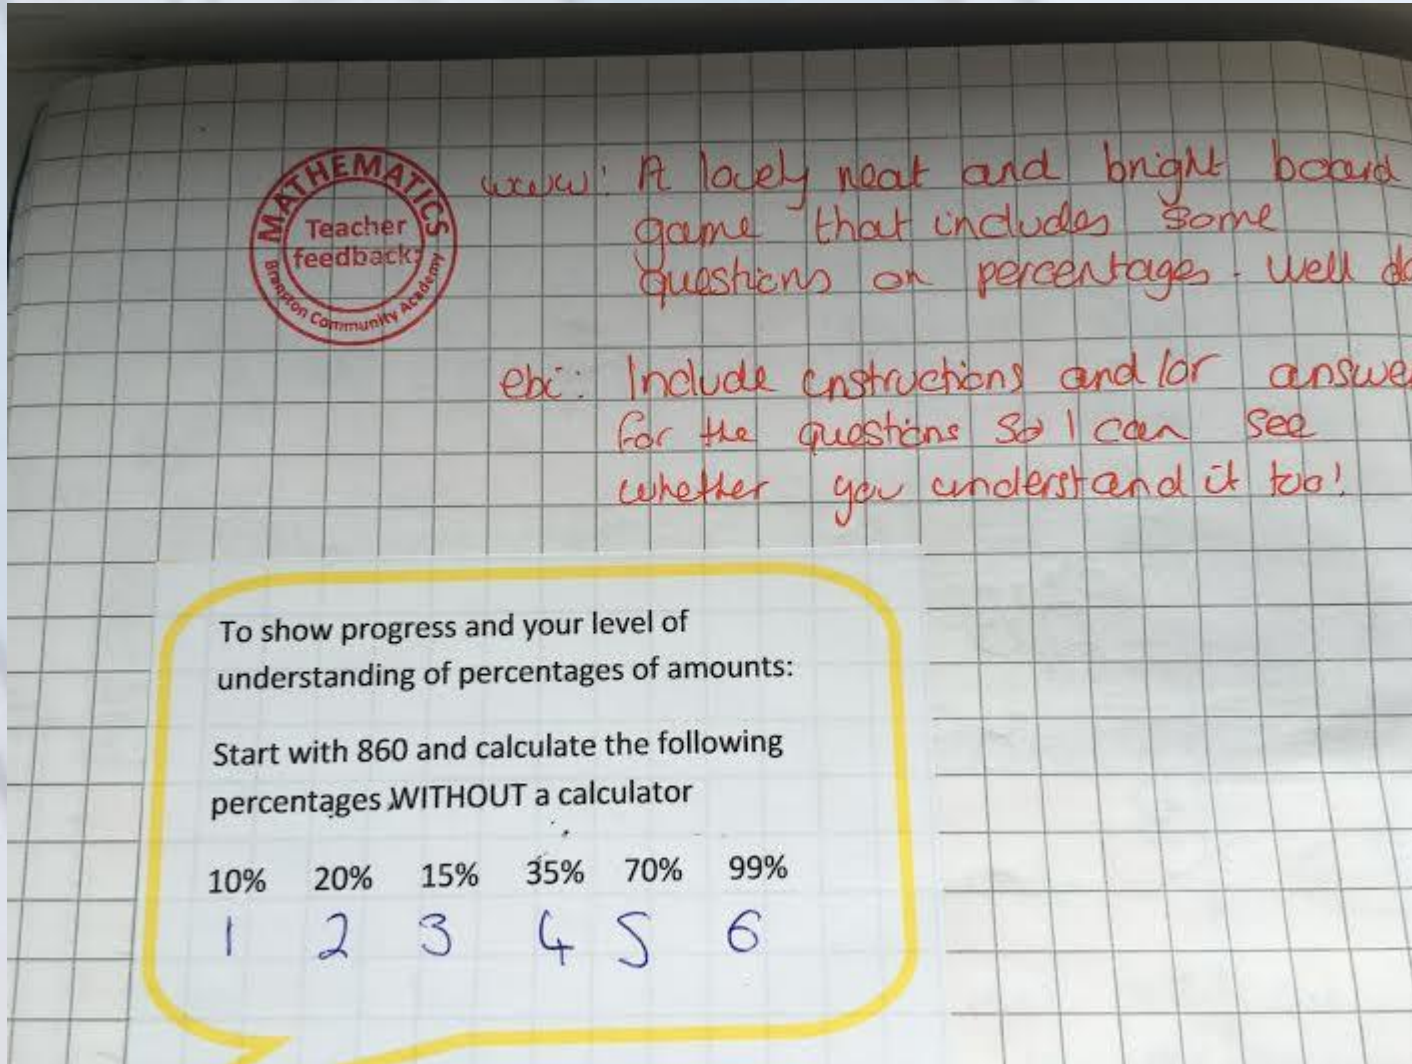 MATHEMATICS
Teacher
feedback:
Branston Community Academy
www: A lovely neat and bright board
game that includes some
questions on percentages. Well do
ebi: Include instructions and/or answe
for the questions so I can see
whether you understand it too!
To show progress and your level of
understanding of percentages of amounts:
Start with 860 and calculate the following
percentages WITHOUT a calculator
10% 20% 15% 35% 70% 99%
1 2 3 4 5 6